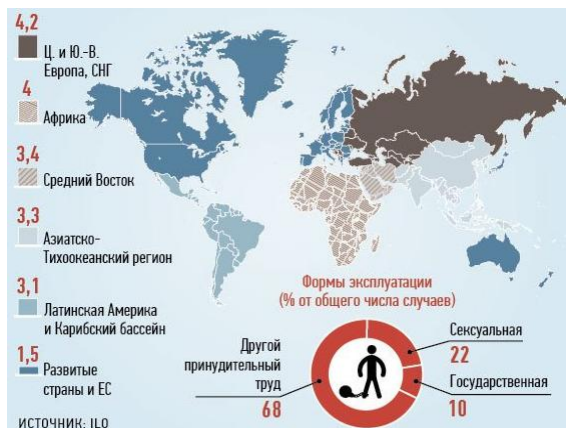 4,2
Ц. и Ю.-В.
Европа, СНГ
4
Африка
3,4
Средний Восток
3,3
Азиатско-
Тихоокеанский регион
3,1
Латинская Америка
и Карибский бассейн
1,5
Развитые
страны и ЕС
ИСТОЧНИК: ILO
Формы эксплуатации
(% от общего числа случаев)
Другой
принудительный
труд
68
Сексуальная
22
Государственная
10